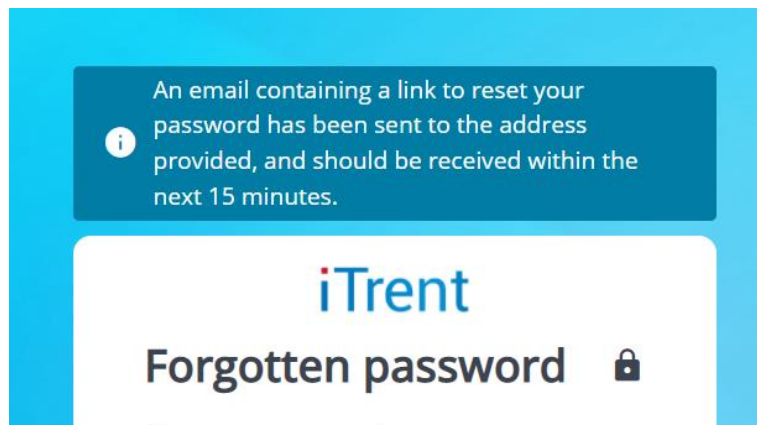 An email containing a link to reset your
password has been sent to the address
provided, and should be received within the
next 15 minutes.
iTrent
Forgotten password